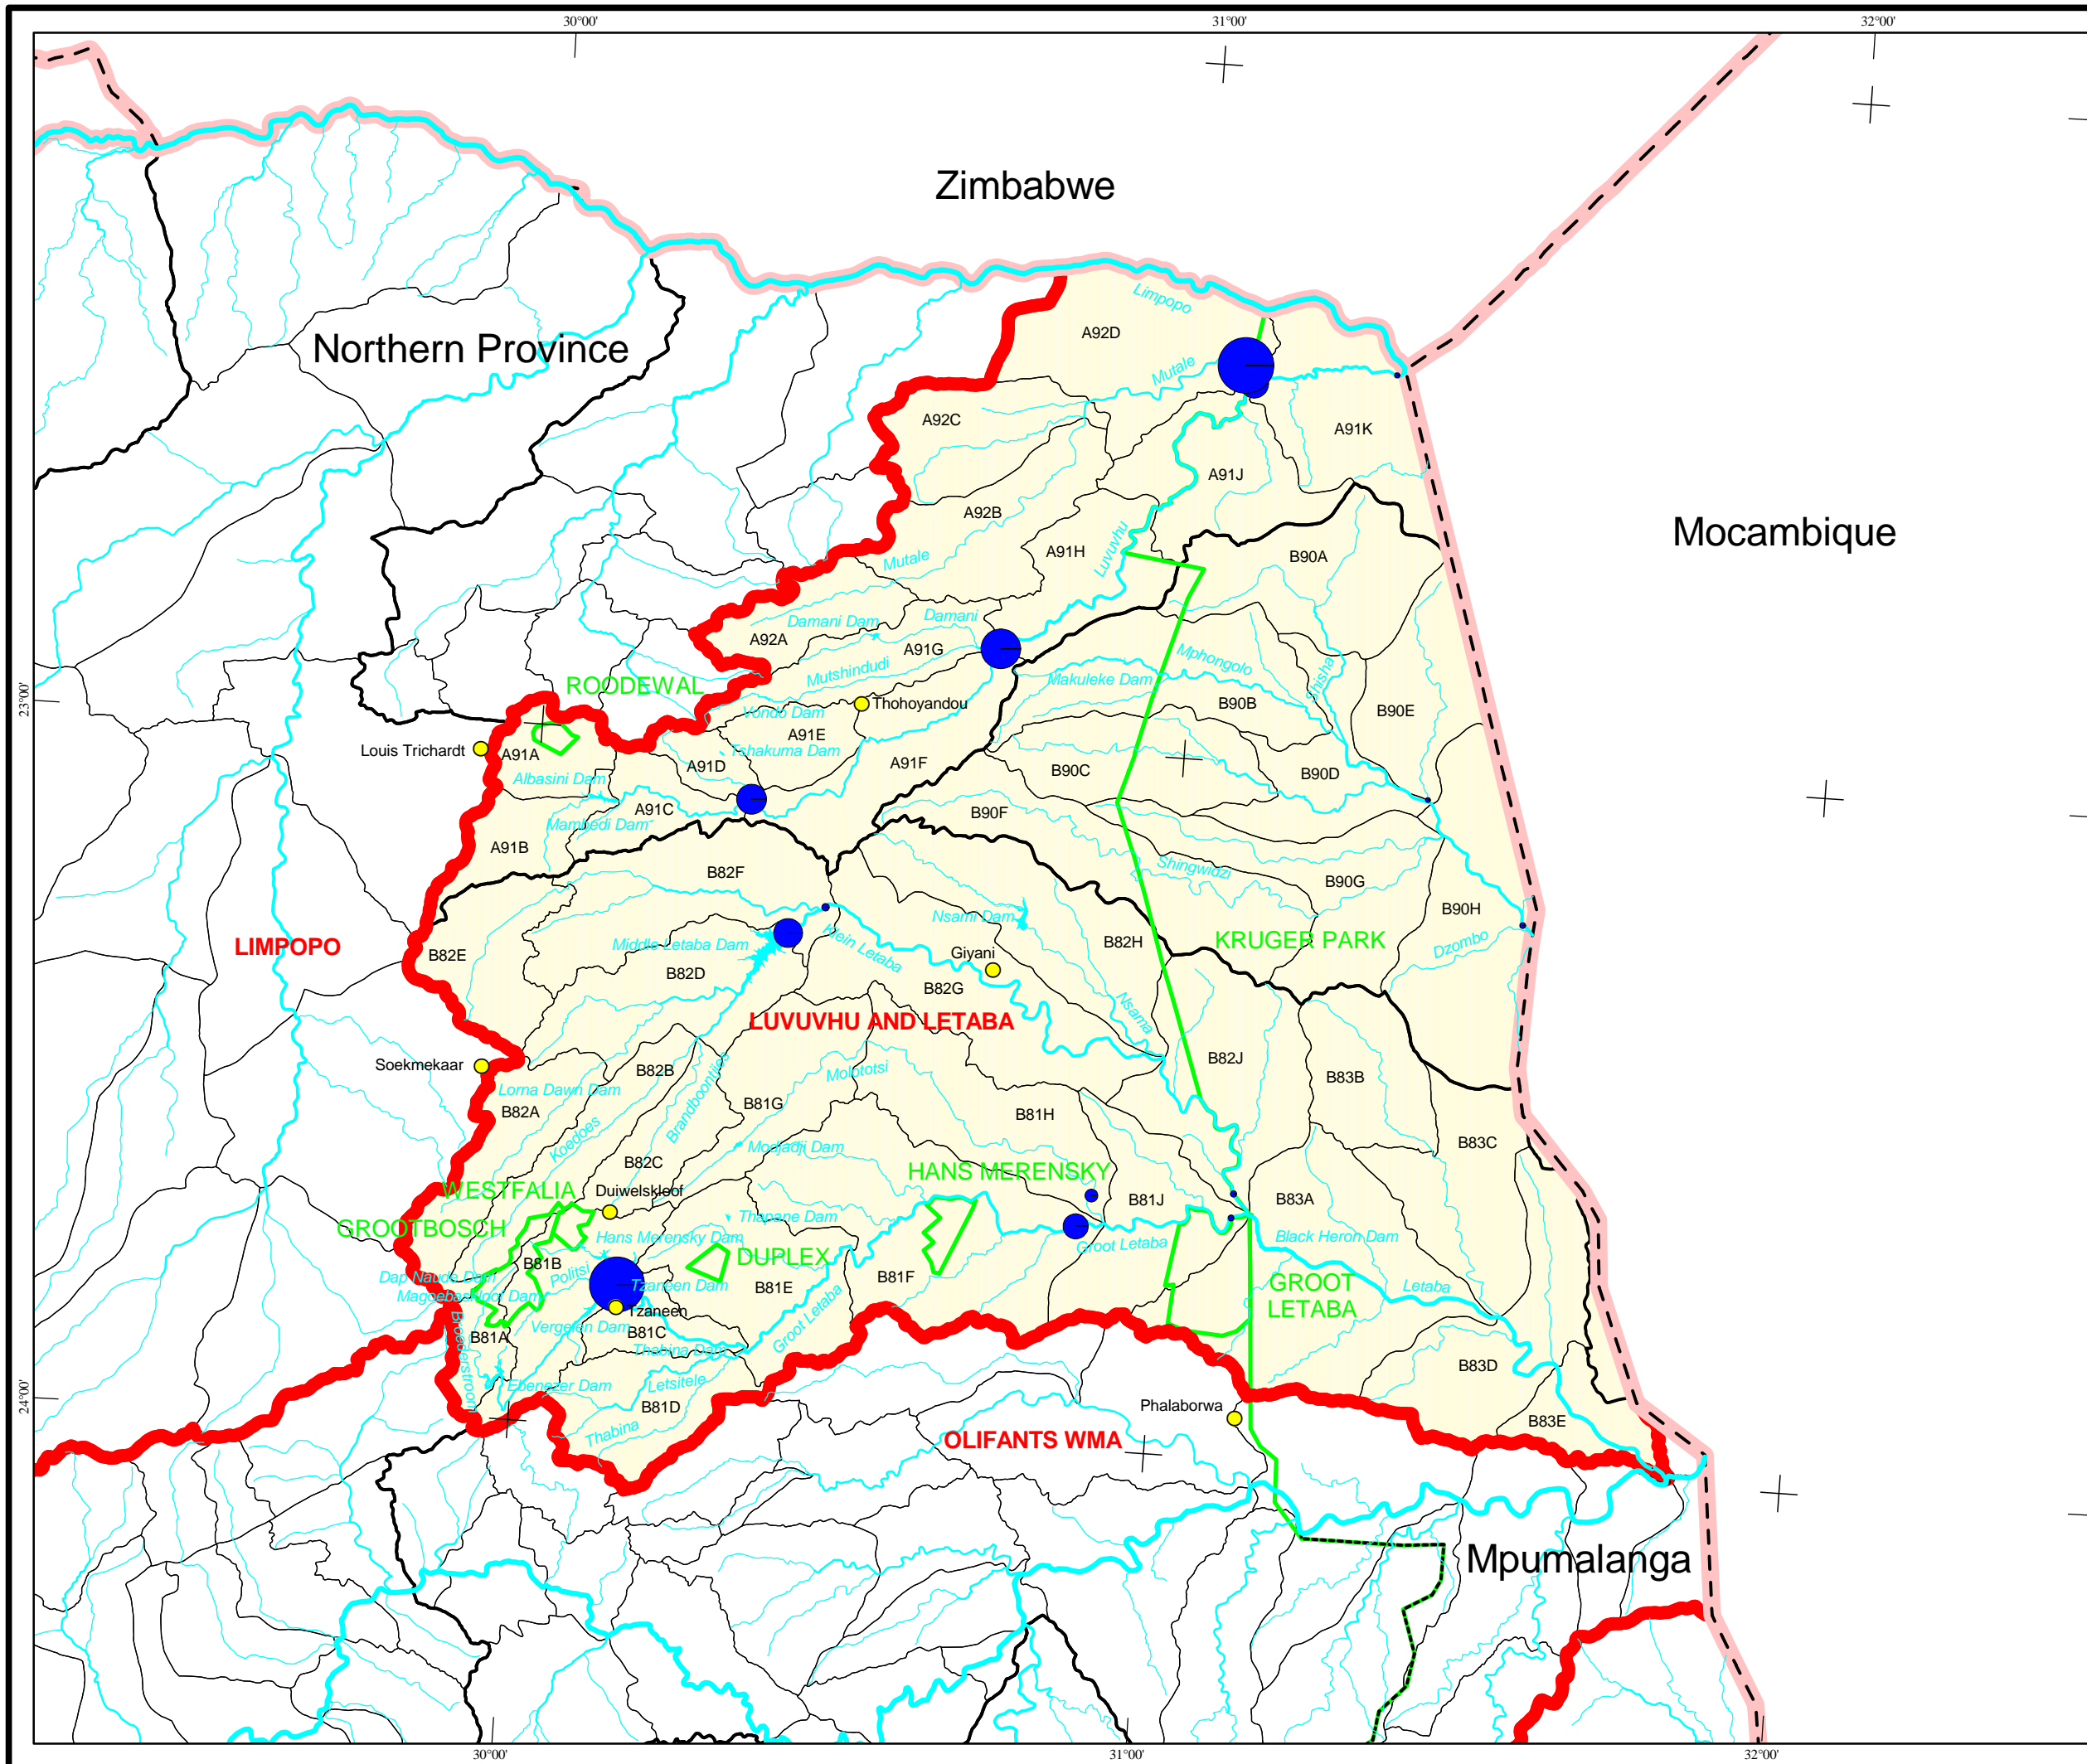 30°00'
31°00'
32°00'
Zimbabwe
Limpopo
A92D
Northern Province
Mutale
A92C
A91K
A91J
A92B
Mocambique
Luvuvhu
A91H
B90A
Mutale
Damani Dam
Damani
A92A
A91G
Mphongolo
Mutshindudi
Makuleke Dam
Shisha
ROODEWAL
23°00'
Thohoyandou
B90B
Vondo Dam
B90E
A91E
Louis Trichardt
A91A
Tshakuma Dam
A91D
A91F
B90C
B90D
Albasini Dam
A91C
B90F
Mambedi Dam
A91B
B82F
Shingwidzi
B90G
Nsami Dam
B90H
LIMPOPO
Middle Letaba Dam
Klein Letaba
B82H
KRUGER PARK
Dzombo
B82E
Giyani
B82D
B82G
Nsama
LUVUVHU AND LETABA
Soekmekaar
B82B
Molototsi
B82J
B83B
Lorna Dawn Dam
Brandboontjies
B82A
B81G
B81H
Koedoes
Modjadji Dam
B83C
B82C
HANS MERENSKY
WESTFALIA
Duiwelskloof
B81J
B83A
GROOTBOSCH
Thapane Dam
Hans Merensky Dam
Groot Letaba
Black Heron Dam
DUPLEX
B81B
Politsi
Dap Naude Dam
Tzaneen Dam
B81E
B81F
GROOT
LETABA
Letaba
Magoebaskloof Dam
Tzaneen
Vergelen Dam
B81C
Groot Letaba
B81A
Broederstroom
Thabina Dam
B83D
24°00'
Ebenezer Dam
Letsitele
B81D
Phalaborwa
B83E
Thabina
OLIFANTS WMA
Mpumalanga
30°00'
31°00'
32°00'